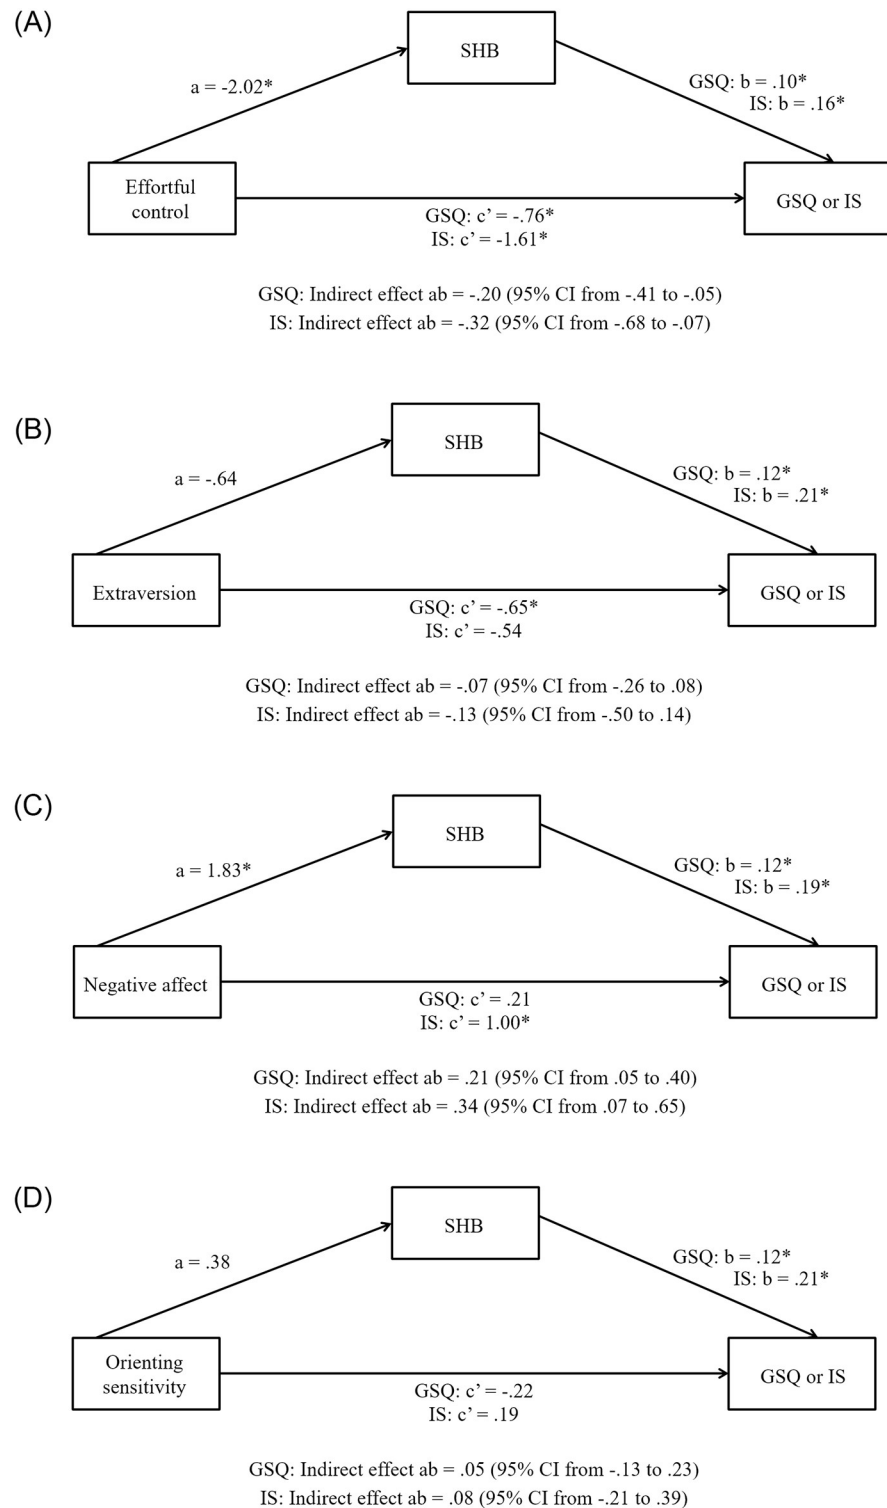 (A)
SHB
a = -2.02*
GSQ: b = .10*
IS: b = .16*
Effortful
control
GSQ or IS
GSQ: c’ = -.76*
IS: c’ = -1.61*
GSQ: Indirect effect ab = -.20 (95% CI from -.41 to -.05)
IS: Indirect effect ab = -.32 (95% CI from -.68 to -.07)
(B)
SHB
a = -.64
GSQ: b = .12*
IS: b = .21*
Extraversion
GSQ or IS
GSQ: c’ = -.65*
IS: c’ = -.54
GSQ: Indirect effect ab = -.07 (95% CI from -.26 to .08)
IS: Indirect effect ab = -.13 (95% CI from -.50 to .14)
(C)
SHB
a = 1.83*
GSQ: b = .12*
IS: b = .19*
Negative affect
GSQ or IS
GSQ: c’ = .21
IS: c’ = 1.00*
GSQ: Indirect effect ab = .21 (95% CI from .05 to .40)
IS: Indirect effect ab = .34 (95% CI from .07 to .65)
(D)
SHB
a = .38
GSQ: b = .12*
IS: b = .21*
Orienting
sensitivity
GSQ or IS
GSQ: c’ = -.22
IS: c’ = .19
GSQ: Indirect effect ab = .05 (95% CI from -.13 to .23)
IS: Indirect effect ab = .08 (95% CI from -.21 to .39)